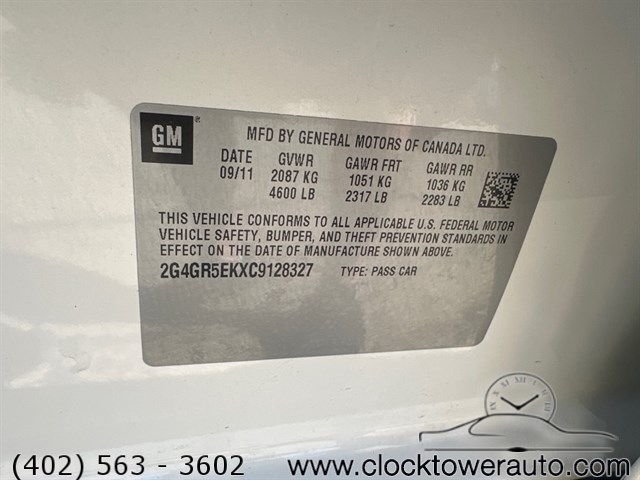 GM
MFD BY GENERAL MOTORS OF CANADA LTD.
DATE GVWR GAWR FRT GAWR RR
09/11 2087 KG 1051 KG 1036 KG
4600 LB 2317 LB 2283 LB
THIS VEHICLE CONFORMS TO ALL APPLICABLE U.S. FEDERAL MOTOR
VEHICLE SAFETY, BUMPER, AND THEFT PREVENTION STANDARDS IN
EFFECT ON THE DATE OF MANUFACTURE SHOWN ABOVE.
2G4GR5EKXC9128327 TYPE: PASS CAR
(402) 563 - 3602 www.clocktowerauto.com